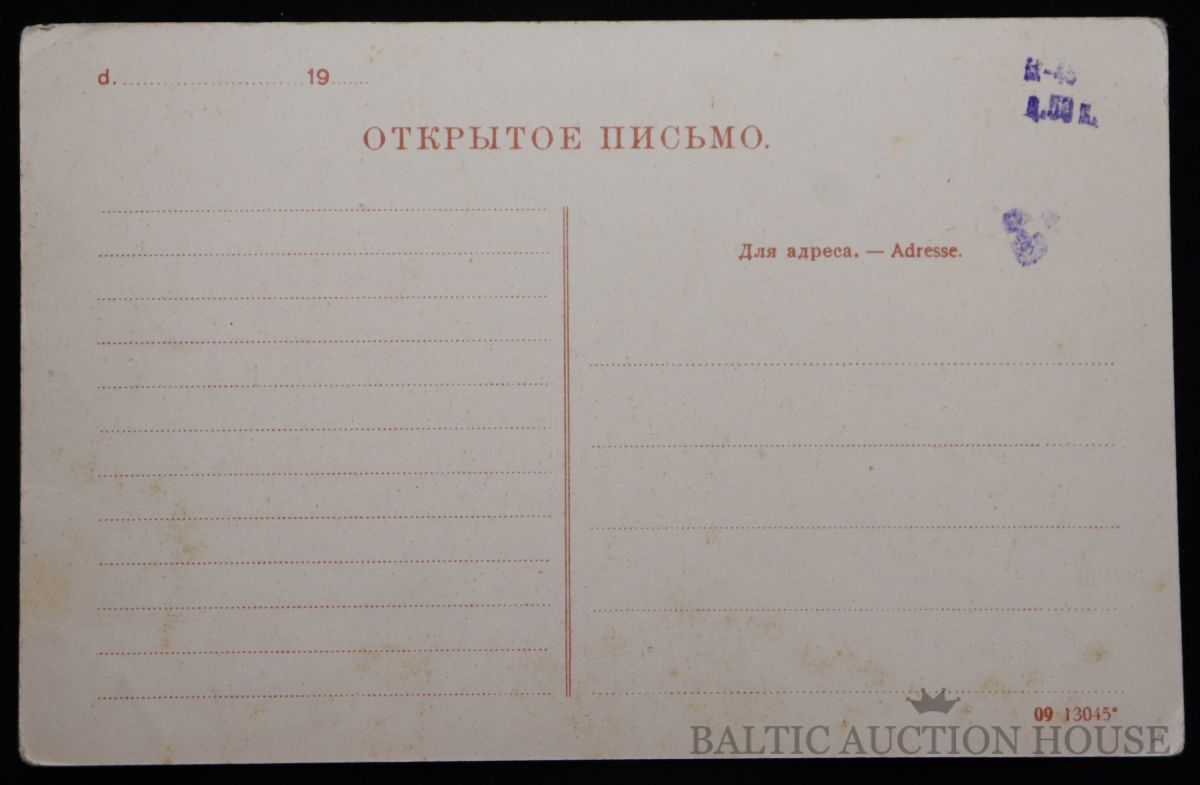 d. 19
ОТКРЫТОЕ ПИСЬМО.
Для адреса. — Adresse.
09 13045*
BALTIC AUCTION HOUSE